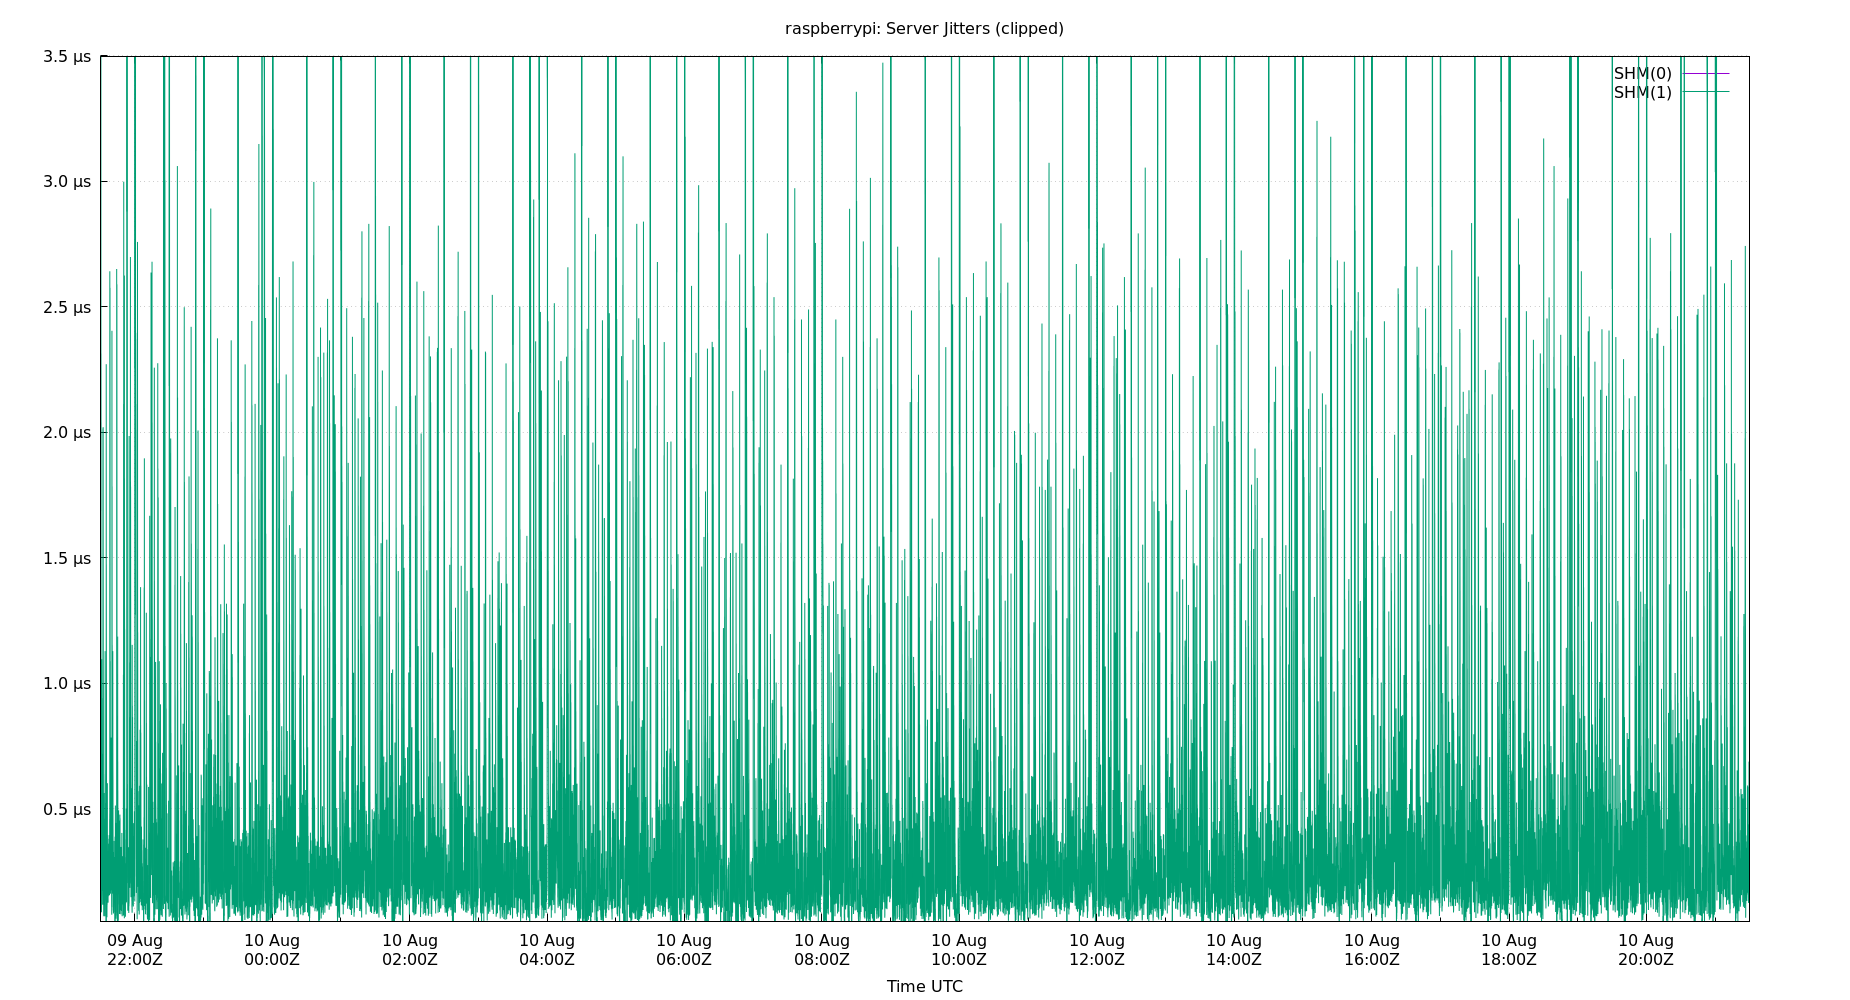 raspberrypi: Server Jitters (clipped)
3.5 µs
3.0 µs
2.5 µs
2.0 µs
1.5 µs
1.0 µs
0.5 µs
SHM(0)
SHM(1)
09 Aug 10 Aug 10 Aug 10 Aug 10 Aug 10 Aug 10 Aug 10 Aug 10 Aug 10 Aug 10 Aug 10 Aug
22:00Z 00:00Z 02:00Z 04:00Z 06:00Z 08:00Z 10:00Z 12:00Z 14:00Z 16:00Z 18:00Z 20:00Z
Time UTC